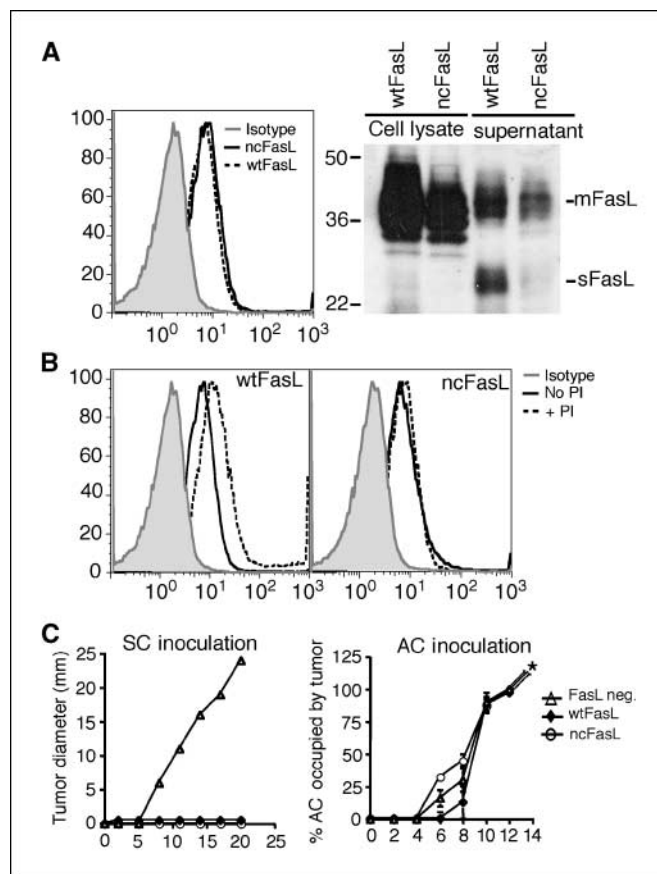 A
wtFasL
ncFasL
wtFasL
ncFasL
Cell lysate
supernatant
100
80
60
40
20
0
Isotype
ncFasL
wtFasL
10⁰ 10¹ 10² 10³
50
36
22
-mFasL
-sFasL
B
100
80
60
40
20
0
wtFasL
ncFasL
Isotype
No PI
+ PI
10⁰ 10¹ 10² 10³
10⁰ 10¹ 10² 10³
C
SC inoculation
Tumor diameter (mm)
25
20
15
10
5
0
0 5 10 15 20 25
AC inoculation
% AC occupied by tumor
125
100
75
50
25
0
0 2 4 6 8 10 12 14
*
FasL neg.
wtFasL
ncFasL